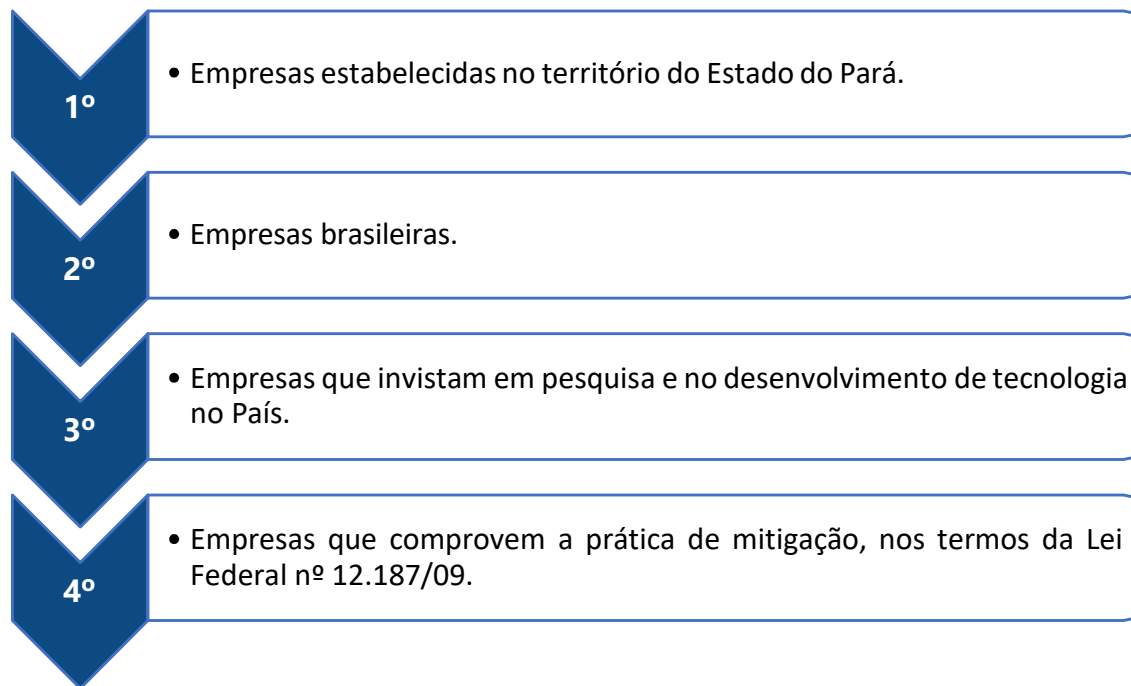 1º
• Empresas estabelecidas no território do Estado do Pará.
2º
• Empresas brasileiras.
3º
• Empresas que invistam em pesquisa e no desenvolvimento de tecnologia
no País.
4º
• Empresas que comprovem a prática de mitigação, nos termos da Lei
Federal nº 12.187/09.